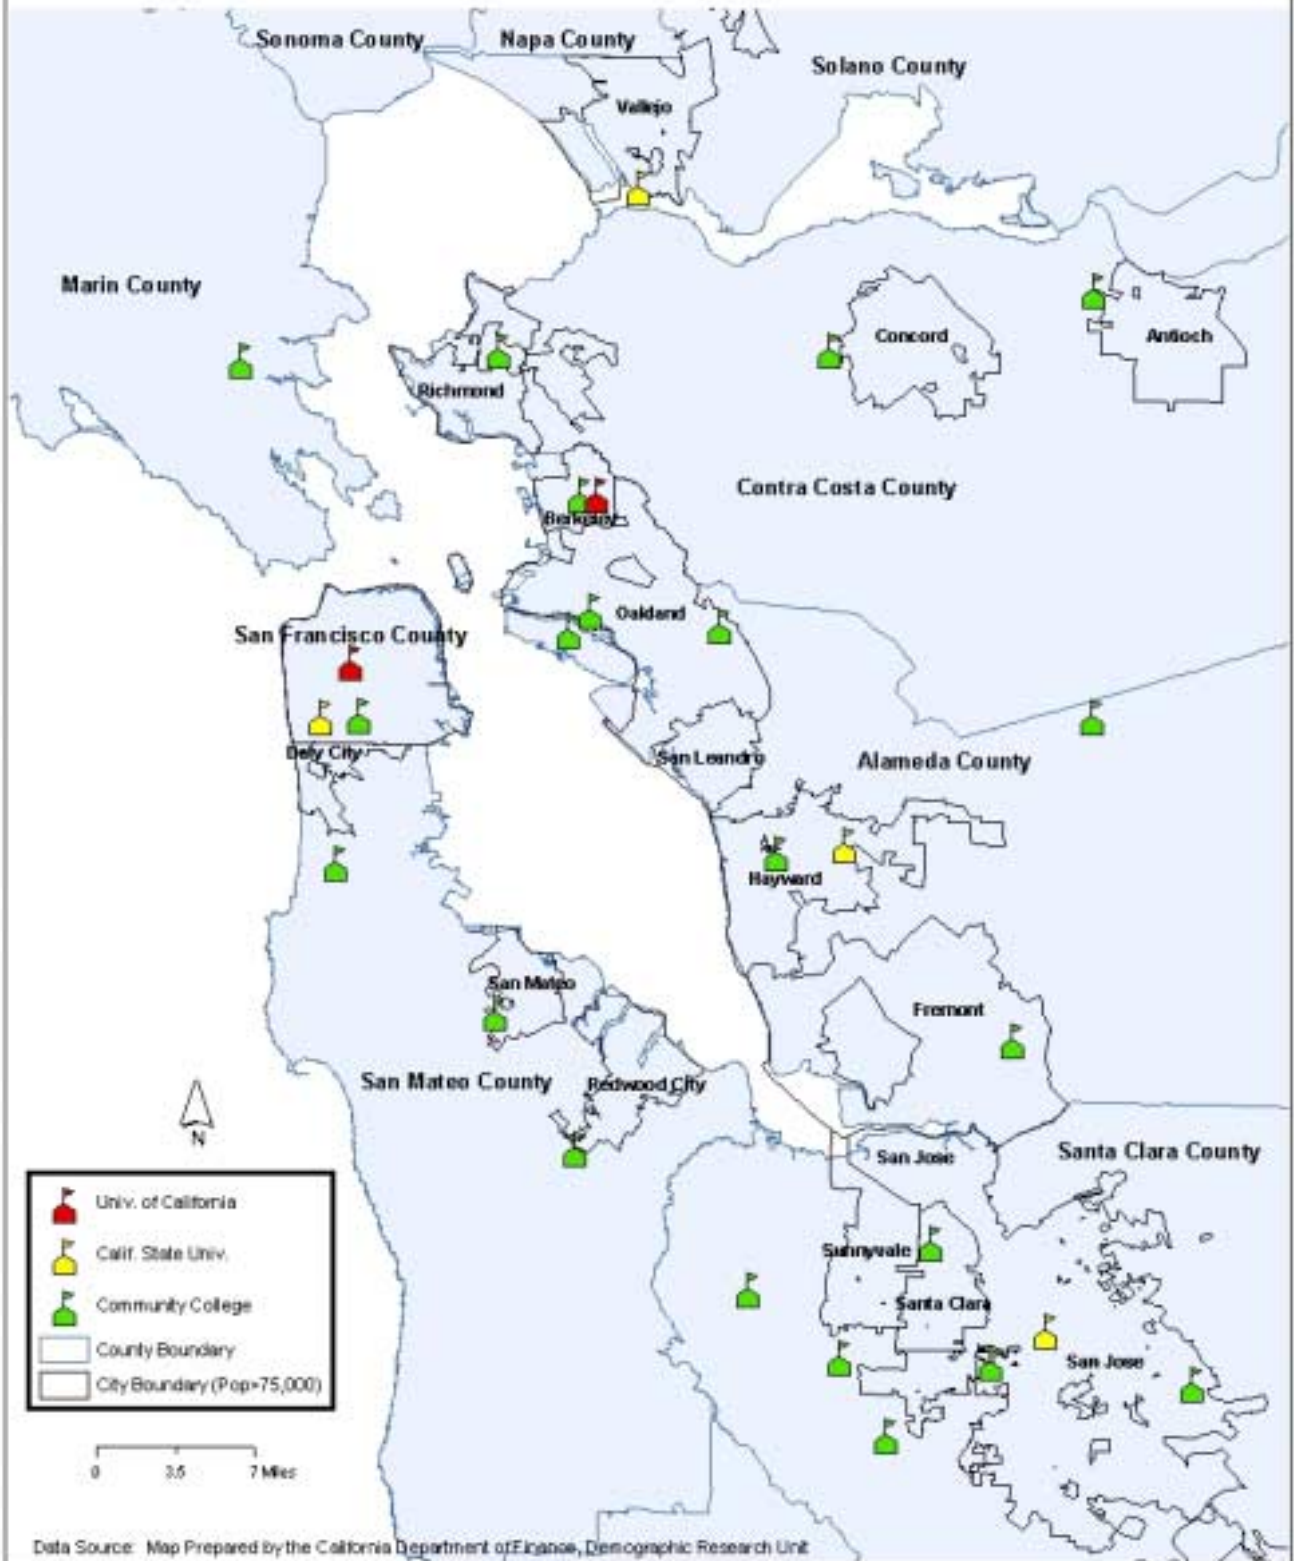 Sonoma County
Napa County
Solano County
Vallejo
Marin County
Concord
Antioch
Richmond
Contra Costa County
Berkeley
Oakland
San Francisco County
Daly City
San Leandro
Alameda County
Hayward
San Mateo
Fremont
San Mateo County
Redwood City
N
San Jose
Santa Clara County
Sunnyvale
Santa Clara
San Jose
Univ. of California
Calif. State Univ.
Community College
County Boundary
City Boundary (Pop>75,000)
0 3.5 7 Miles
Data Source: Map Prepared by the California Department of Finance, Demographic Research Unit